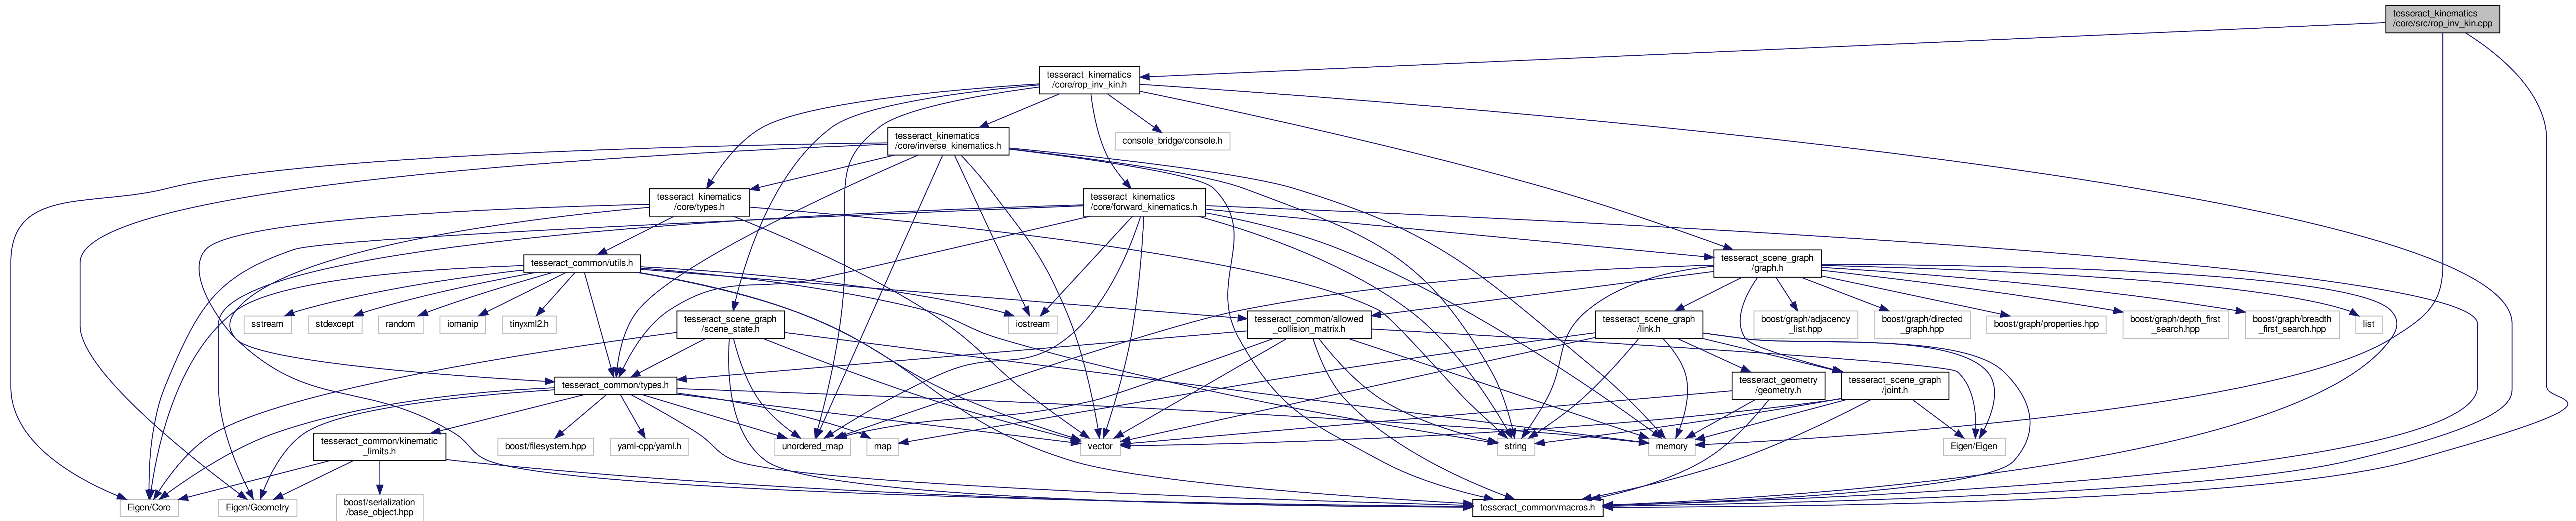 tesseract_kinematics
/core/src/rop_inv_kin.cpp
tesseract_kinematics
/core/rop_inv_kin.h
tesseract_kinematics
/core/inverse_kinematics.h
console_bridge/console.h
tesseract_kinematics
/core/types.h
tesseract_kinematics
/core/forward_kinematics.h
tesseract_common/utils.h
tesseract_scene_graph
/graph.h
sstream
stdexcept
random
iomanip
tinyxml2.h
tesseract_scene_graph
/scene_state.h
iostream
tesseract_common/allowed
_collision_matrix.h
tesseract_scene_graph
/link.h
boost/graph/adjacency
_list.hpp
boost/graph/directed
_graph.hpp
boost/graph/properties.hpp
boost/graph/depth_first
_search.hpp
boost/graph/breadth
_first_search.hpp
list
tesseract_common/types.h
tesseract_geometry
/geometry.h
tesseract_scene_graph
/joint.h
tesseract_common/kinematic
_limits.h
boost/filesystem.hpp
yaml-cpp/yaml.h
unordered_map
map
vector
string
memory
Eigen/Eigen
Eigen/Core
Eigen/Geometry
boost/serialization
/base_object.hpp
tesseract_common/macros.h